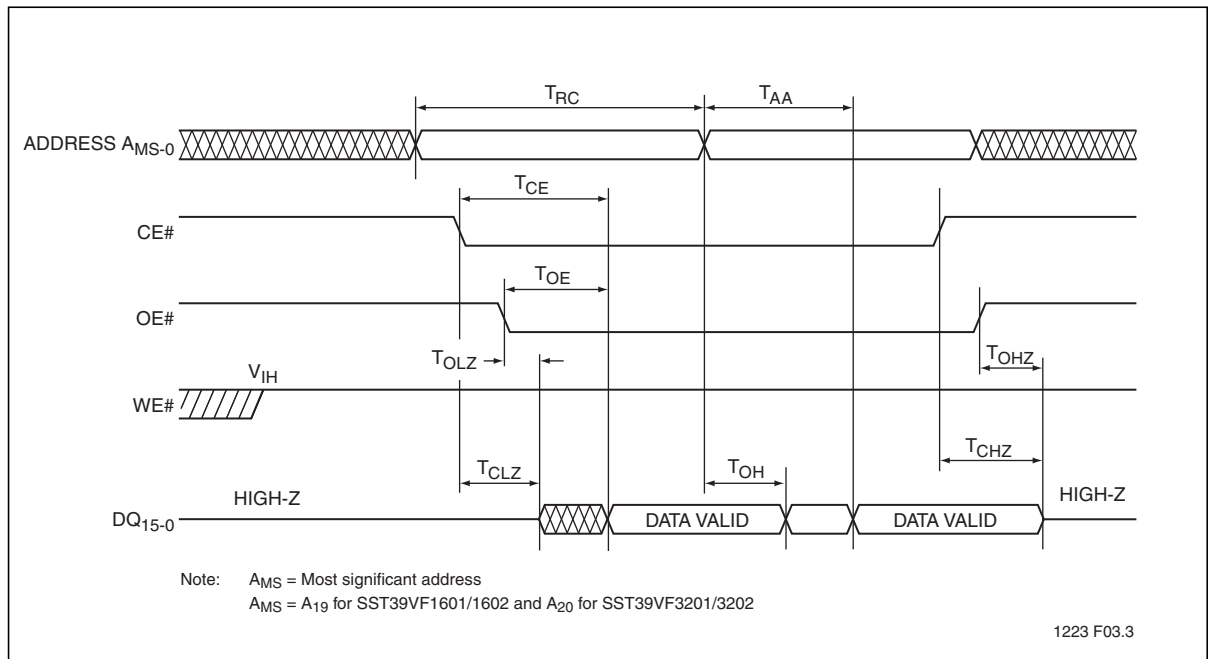 TRC
TAA
ADDRESS AMS-0
TCE
CE#
TOE
OE#
TOLZ
TOHZ
VIH
WE#
TCHZ
TCLZ
TOH
HIGH-Z
HIGH-Z
DQ15-0
DATA VALID
DATA VALID
Note: AMS = Most significant address
AMS = A19 for SST39VF1601/1602 and A20 for SST39VF3201/3202
1223 F03.3